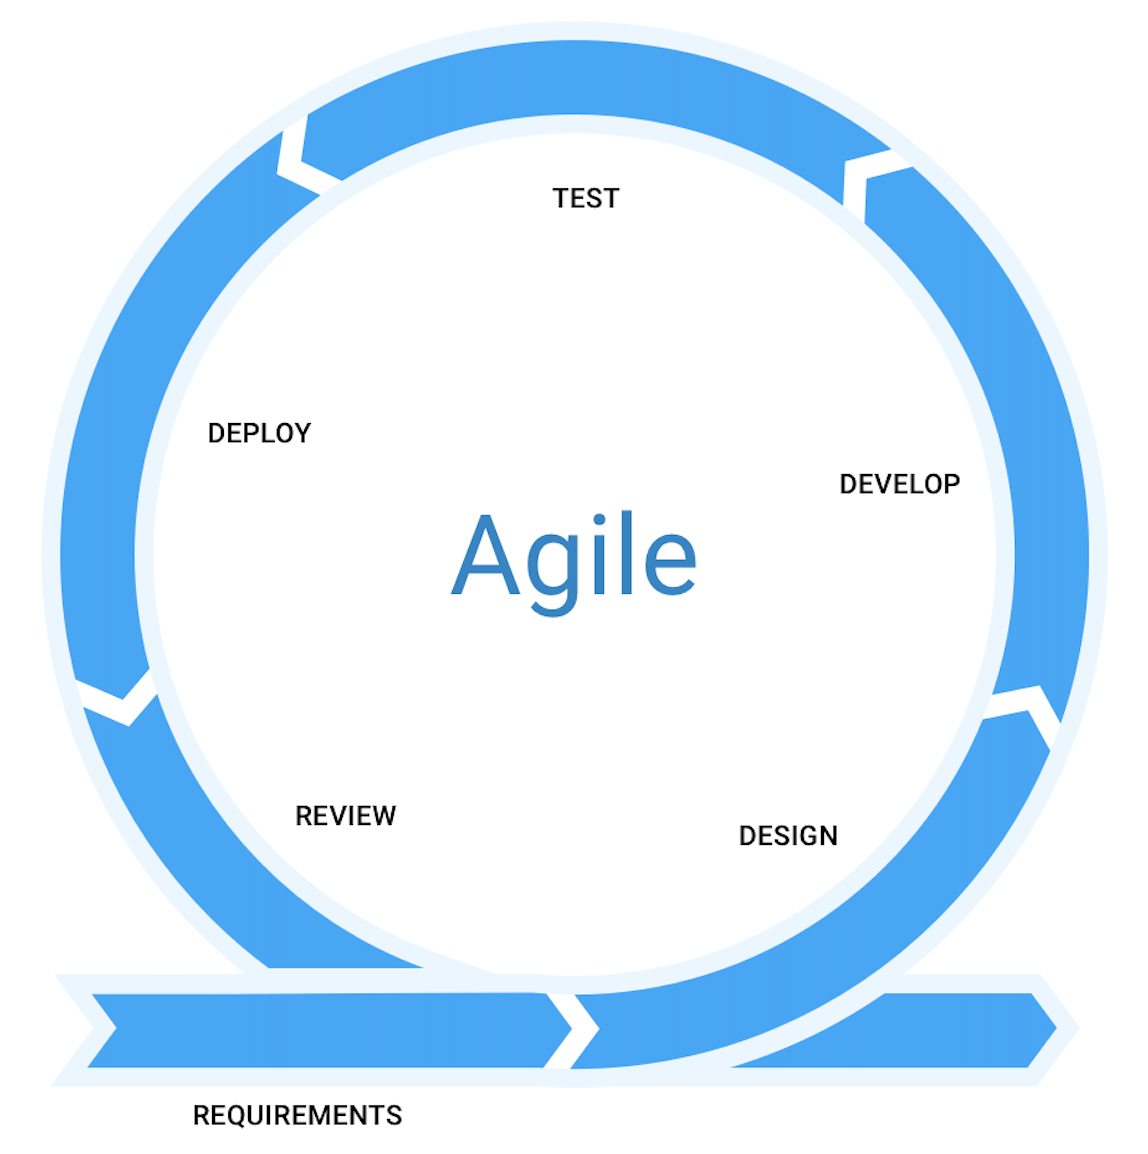 TEST
DEPLOY
DEVELOP
Agile
REVIEW
DESIGN
REQUIREMENTS